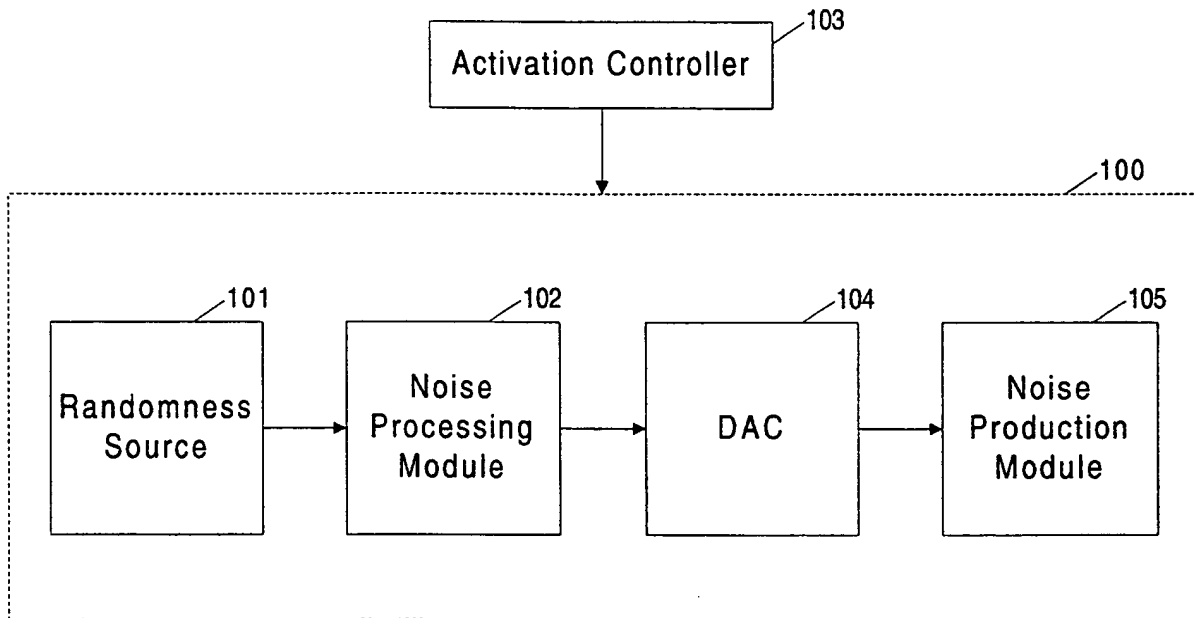 103
Activation Controller
100
101
102
104
105
Randomness
Source
Noise
Processing
Module
DAC
Noise
Production
Module